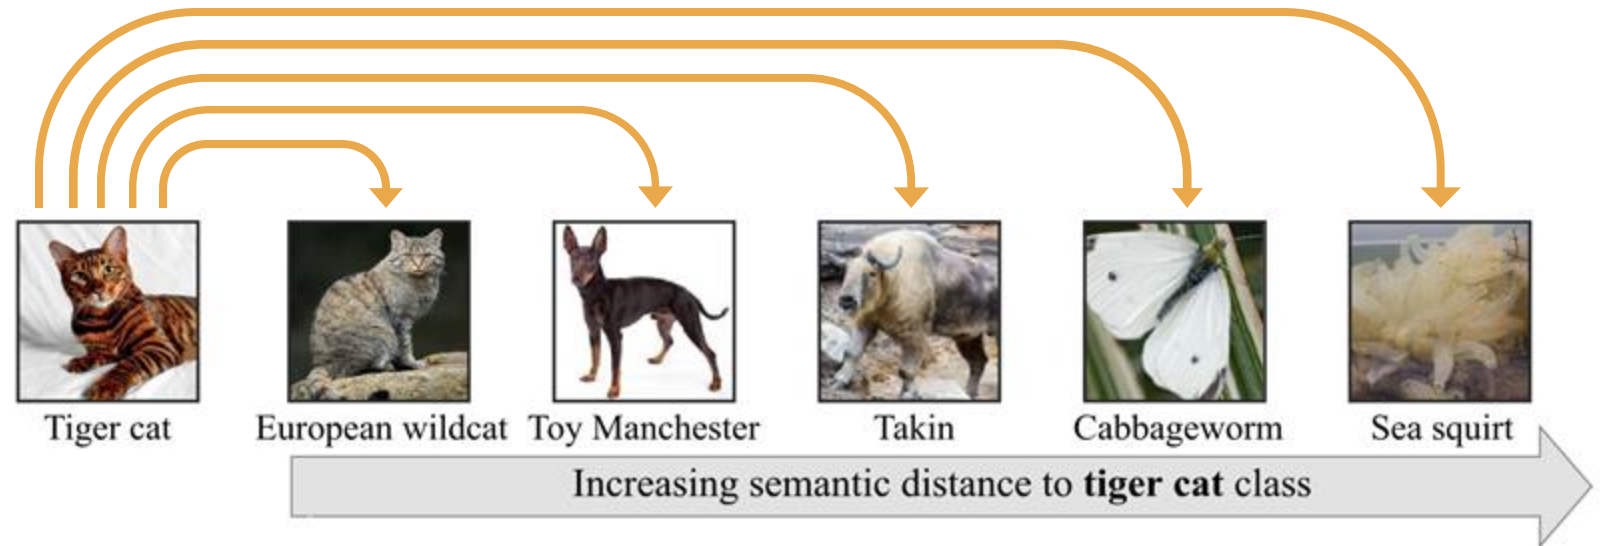 Tiger cat
European wildcat
Toy Manchester
Takin
Cabbageworm
Sea squirt
Increasing semantic distance to tiger cat class